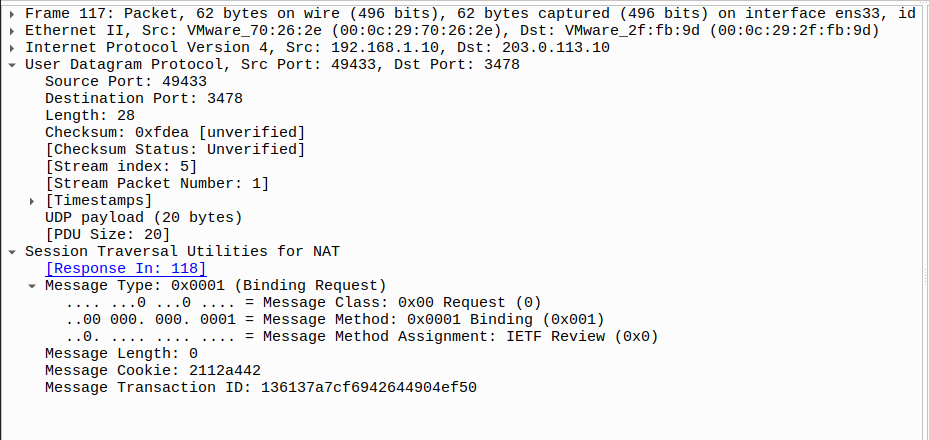 Frame 117: Packet, 62 bytes on wire (496 bits), 62 bytes captured (496 bits) on interface ens33, id
Ethernet II, Src: VMware_70:26:2e (00:0c:29:70:26:2e), Dst: VMware_2f:fb:9d (00:0c:29:2f:fb:9d)
Internet Protocol Version 4, Src: 192.168.1.10, Dst: 203.0.113.10
User Datagram Protocol, Src Port: 49433, Dst Port: 3478
Source Port: 49433
Destination Port: 3478
Length: 28
Checksum: 0xfdea [unverified]
[Checksum Status: Unverified]
[Stream index: 5]
[Stream Packet Number: 1]
[Timestamps]
UDP payload (20 bytes)
[PDU Size: 20]
Session Traversal Utilities for NAT
[Response In: 118]
Message Type: 0x0001 (Binding Request)
.... ...0 ...0 .... = Message Class: 0x00 Request (0)
..00 000. 000. 0001 = Message Method: 0x0001 Binding (0x001)
..0. .... .... .... = Message Method Assignment: IETF Review (0x0)
Message Length: 0
Message Cookie: 2112a442
Message Transaction ID: 136137a7cf6942644904ef50